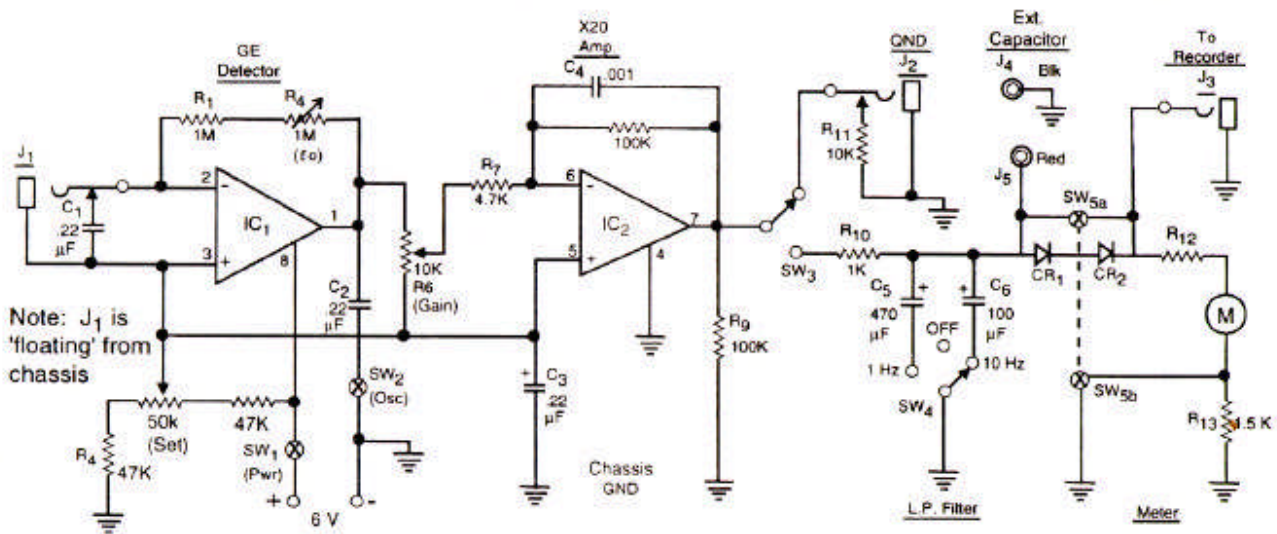 GE
Detector
R1
1M
R4
1M
(εo)
J1
C1
.22
µF
2
-
IC1
1
3
+
8
C2
.22
µF
SW2
(Osc)
10K
R6
(Gain)
Note: J1 is
'floating' from
chassis
50k
(Set)
47K
R4
47K
SW1
(Pwr)
+
6 V
-
X20
Amp
C4
.001
100K
R7
4.7K
6
-
IC2
7
5
+
4
C3
+
.22
µF
R9
100K
Chassis
GND
QND
J2
R11
10K
SW3
R10
1K
C5
+
470
µF
C6
+
100
µF
OFF
1 Hz
10 Hz
SW4
L.P. Filter
Ext.
Capacitor
J4
Blk
J5
Red
SW5a
CR1
CR2
SW5b
To
Recorder
J3
R12
M
R13
1.5 K
Meter